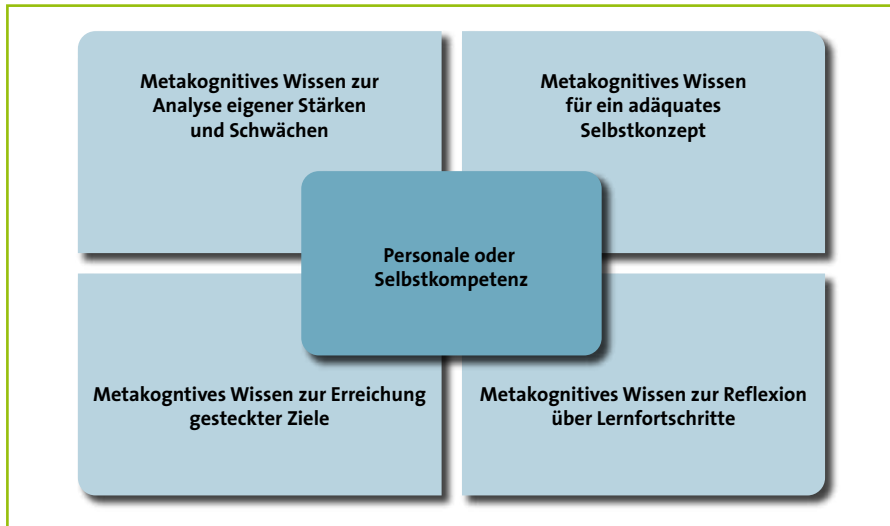 Metakognitives Wissen zur
Analyse eigener Stärken
und Schwächen
Metakognitives Wissen
für ein adäquates
Selbstkonzept
Personale oder
Selbstkompetenz
Metakogntives Wissen zur Erreichung
gesteckter Ziele
Metakognitives Wissen zur Reflexion
über Lernfortschritte